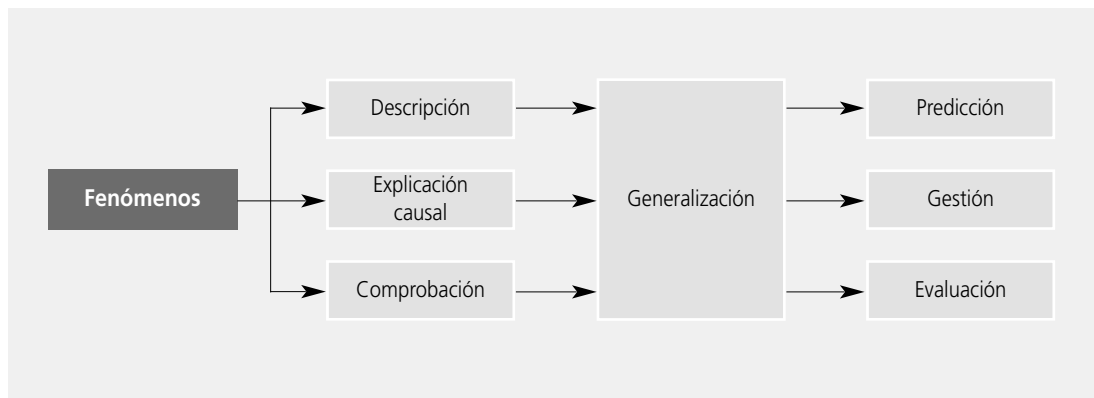 Fenómenos
Descripción
Explicación
causal
Comprobación
Generalización
Predicción
Gestión
Evaluación